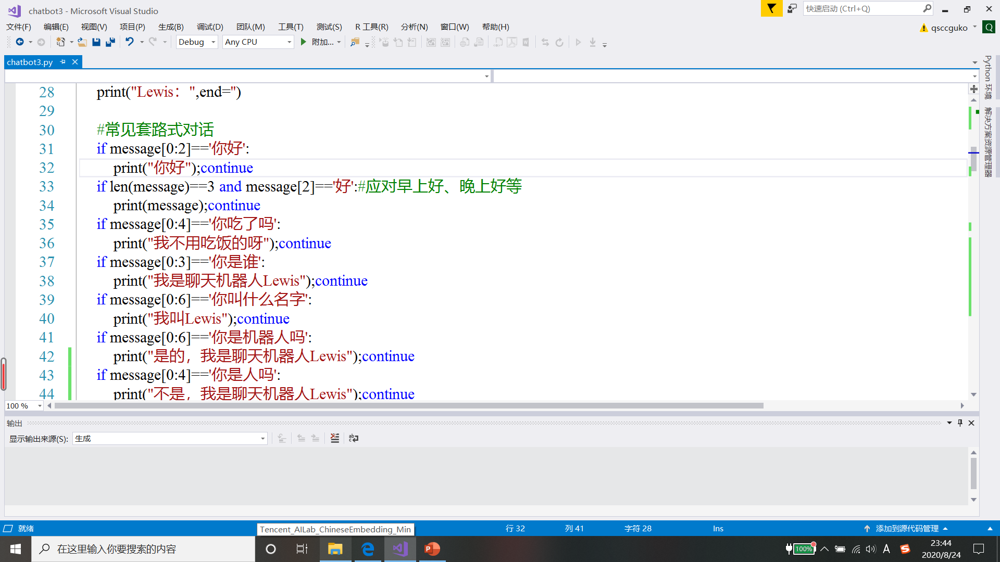 chatbot3 - Microsoft Visual Studio
快速启动 (Ctrl+Q)
文件(F) 编辑(E) 视图(V) 项目(P) 生成(B) 调试(D) 团队(M) 工具(T) 测试(S) R 工具(R) 分析(N) 窗口(W) 帮助(H)
qsccguko Q
Debug Any CPU 附加...
chatbot3.py
28 print("Lewis：",end='')
29
30 #常见套路式对话
31 if message[0:2]=='你好':
32 print("你好");continue
33 if len(message)==3 and message[2]=='好':#应对早上好、晚上好等
34 print(message);continue
35 if message[0:4]=='你吃了吗':
36 print("我不用吃饭的呀");continue
37 if message[0:3]=='你是谁':
38 print("我是聊天机器人Lewis");continue
39 if message[0:6]=='你叫什么名字':
40 print("我叫Lewis");continue
41 if message[0:6]=='你是机器人吗':
42 print("是的，我是聊天机器人Lewis");continue
43 if message[0:4]=='你是人吗':
44 print("不是，我是聊天机器人Lewis");continue
Python 环境
解决方案资源管理器
100 %
输出
显示输出来源(S): 生成
就绪
Tencent_AILab_ChineseEmbedding_Min
行 32 列 41 字符 28 Ins 添加到源代码管理
在这里输入你要搜索的内容
100%
A
23:44
2020/8/24